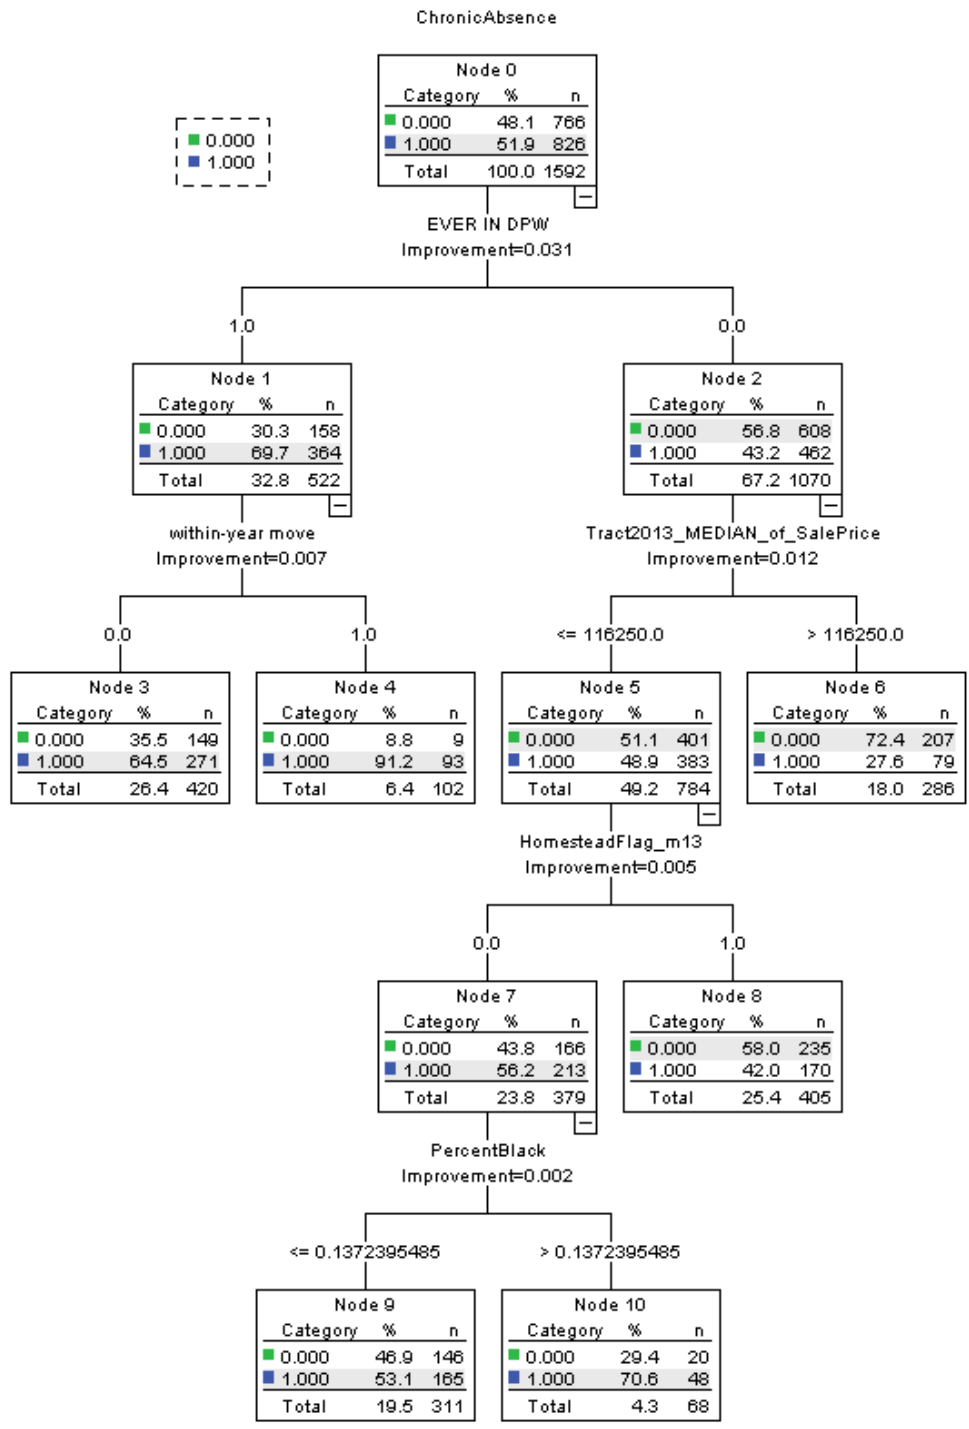 ChronicAbsence
0.000
1.000
Node 0
Category % n
0.000 48.1 766
1.000 51.9 826
Total 100.0 1592
EVER IN DPW
Improvement=0.031
1.0
0.0
Node 1
Category % n
0.000 30.3 158
1.000 69.7 364
Total 32.8 522
Node 2
Category % n
0.000 56.8 608
1.000 43.2 462
Total 67.2 1070
within-year move
Improvement=0.007
Tract2013_MEDIAN_of_SalePrice
Improvement=0.012
0.0
1.0
<= 116250.0
> 116250.0
Node 3
Category % n
0.000 35.5 149
1.000 64.5 271
Total 26.4 420
Node 4
Category % n
0.000 8.8 9
1.000 91.2 93
Total 6.4 102
Node 5
Category % n
0.000 51.1 401
1.000 48.9 383
Total 49.2 784
Node 6
Category % n
0.000 72.4 207
1.000 27.6 79
Total 18.0 286
HomesteadFlag_m13
Improvement=0.005
0.0
1.0
Node 7
Category % n
0.000 43.8 166
1.000 56.2 213
Total 23.8 379
Node 8
Category % n
0.000 58.0 235
1.000 42.0 170
Total 25.4 405
PercentBlack
Improvement=0.002
<= 0.1372395485
> 0.1372395485
Node 9
Category % n
0.000 46.9 146
1.000 53.1 165
Total 19.5 311
Node 10
Category % n
0.000 29.4 20
1.000 70.6 48
Total 4.3 68